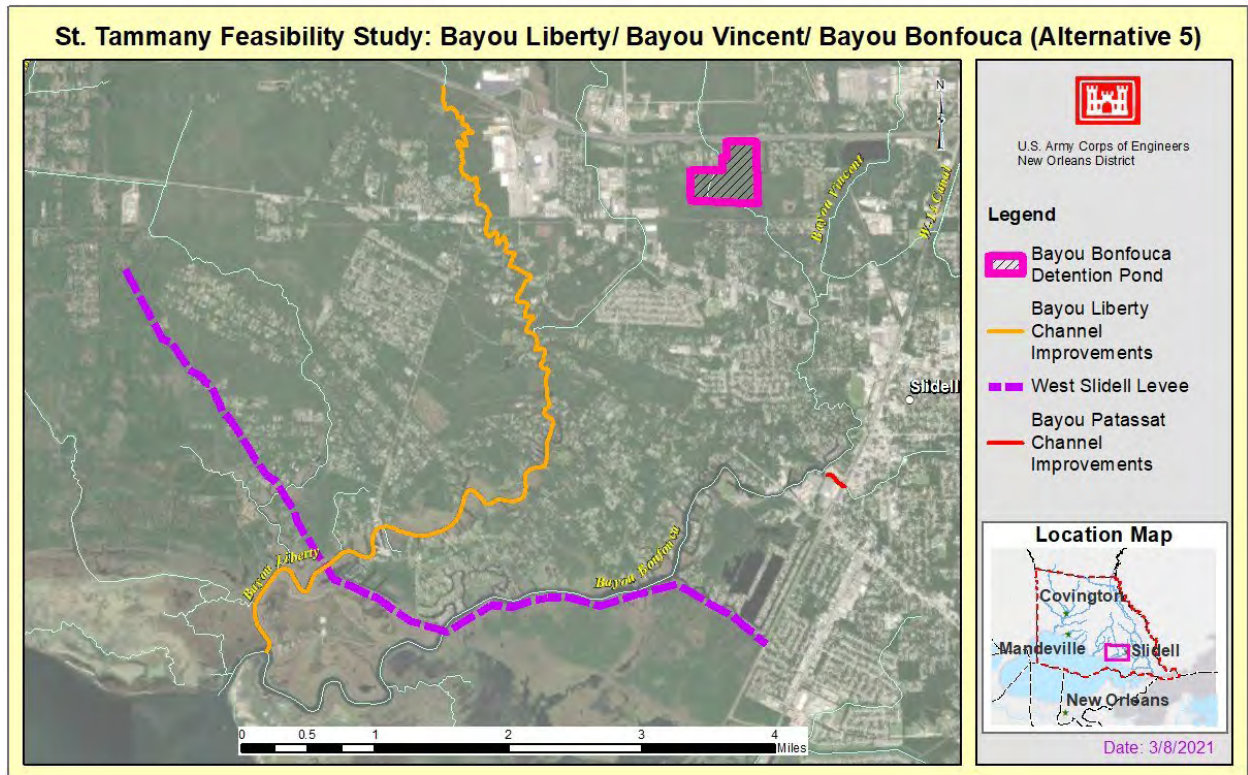 St. Tammany Feasibility Study: Bayou Liberty/ Bayou Vincent/ Bayou Bonfouca (Alternative 5)
N
Bayou Vincent
W-14 Canal
Slidell
Bayou Liberty
Bayou Bonfouca
0 0.5 1 2 3 4
Miles
U.S. Army Corps of Engineers
New Orleans District
Legend
Bayou Bonfouca
Detention Pond
Bayou Liberty
Channel
Improvements
West Slidell Levee
Bayou Patassat
Channel
Improvements
Location Map
Covington
Mandeville
Slidell
New Orleans
Date: 3/8/2021